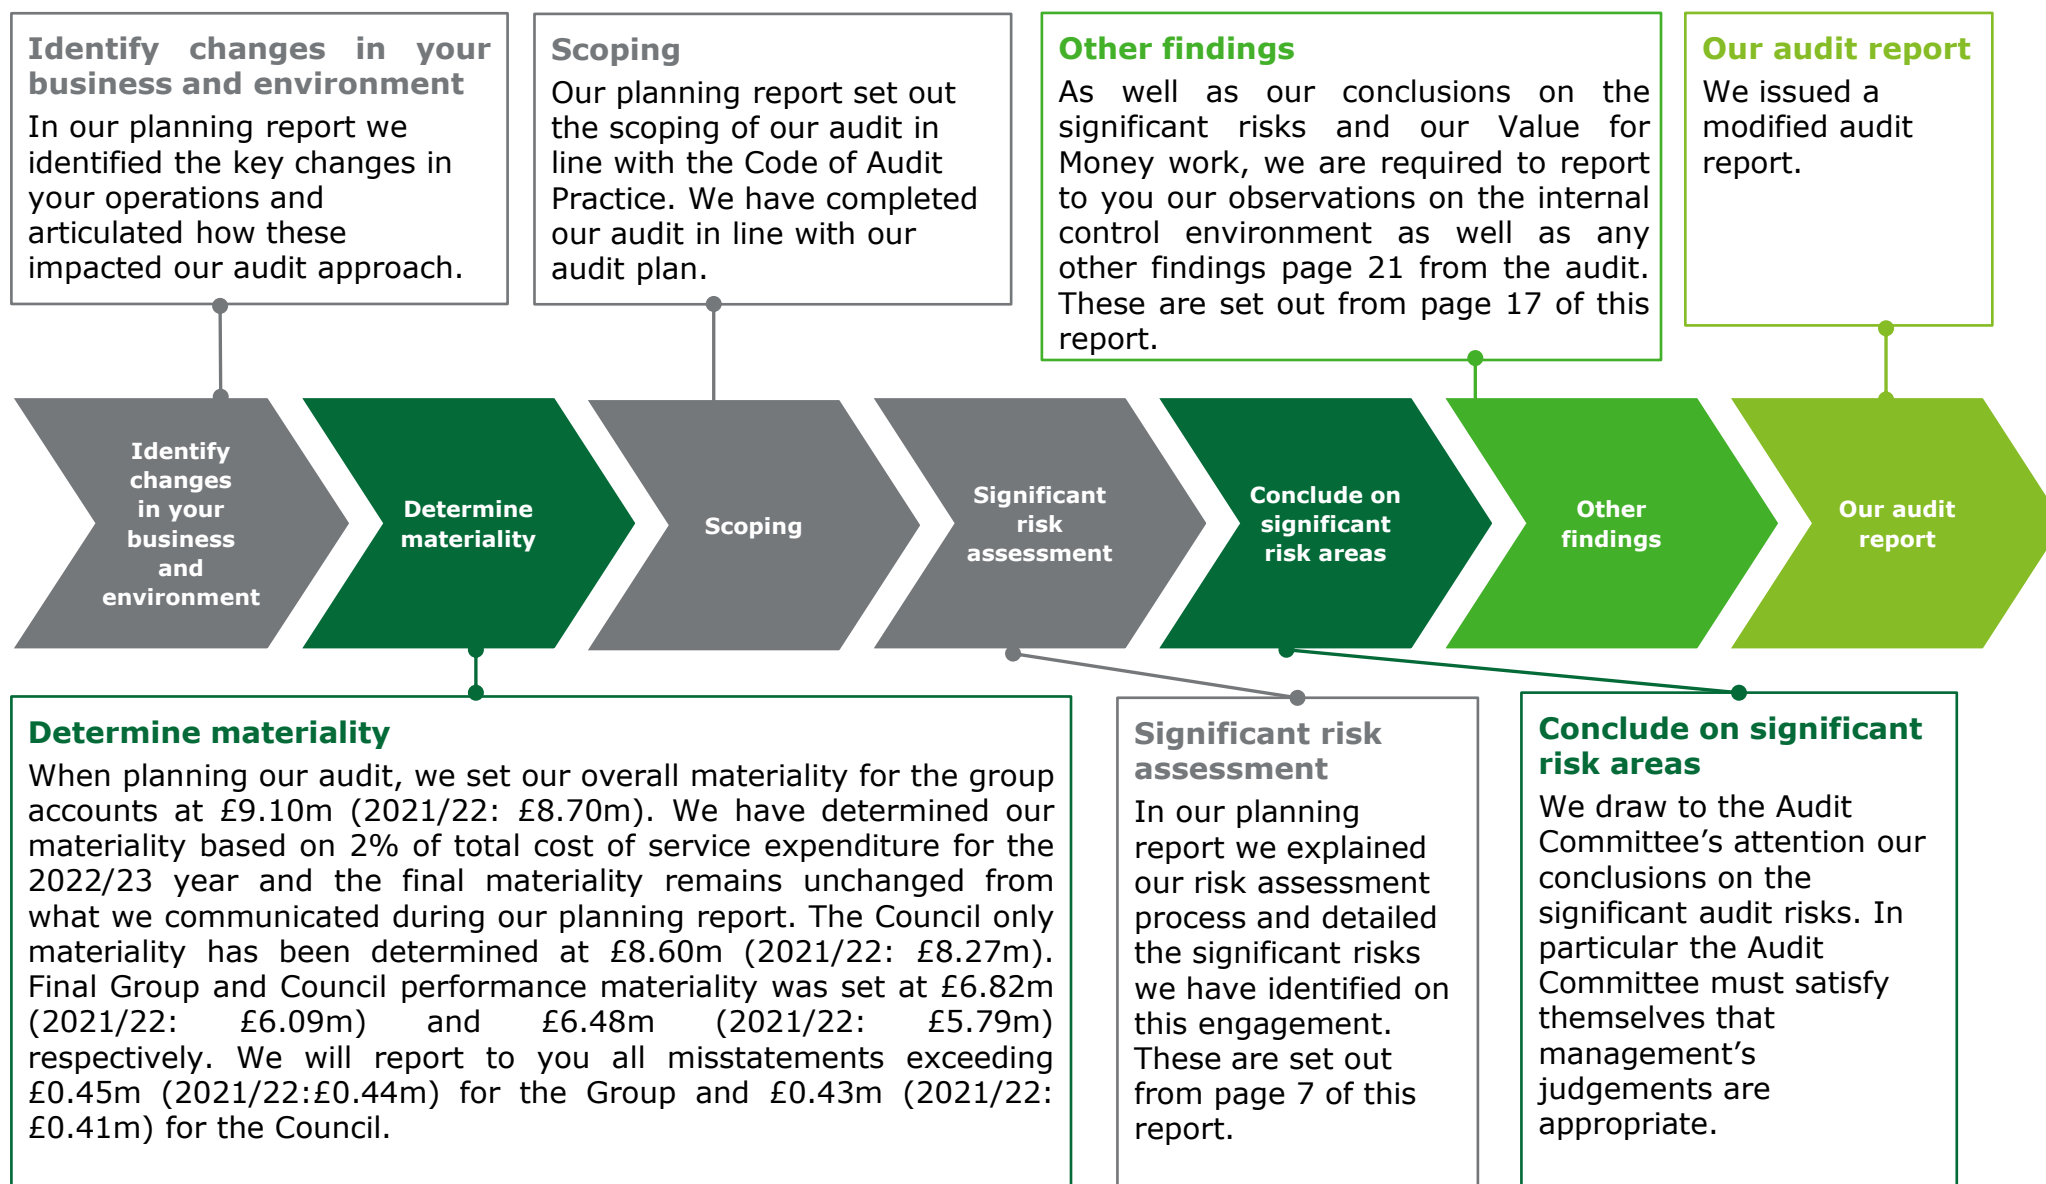 Identify changes in your
business and environment
In our planning report we
identified the key changes in
your operations and
articulated how these
impacted our audit approach.
Scoping
Our planning report set out
the scoping of our audit in
line with the Code of Audit
Practice. We have completed
our audit in line with our
audit plan.
Other findings
As well as our conclusions on the
significant risks and our Value for
Money work, we are required to report
to you our observations on the internal
control environment as well as any
other findings page 21 from the audit.
These are set out from page 17 of this
report.
Our audit report
We issued a
modified audit
report.
Identify
changes
in your
business
and
environment
Determine
materiality
Scoping
Significant
risk
assessment
Conclude on
significant
risk areas
Other
findings
Our audit
report
Determine materiality
When planning our audit, we set our overall materiality for the group
accounts at £9.10m (2021/22: £8.70m). We have determined our
materiality based on 2% of total cost of service expenditure for the
2022/23 year and the final materiality remains unchanged from
what we communicated during our planning report. The Council only
materiality has been determined at £8.60m (2021/22: £8.27m).
Final Group and Council performance materiality was set at £6.82m
(2021/22: £6.09m) and £6.48m (2021/22: £5.79m)
respectively. We will report to you all misstatements exceeding
£0.45m (2021/22:£0.44m) for the Group and £0.43m (2021/22:
£0.41m) for the Council.
Significant risk
assessment
In our planning
report we explained
our risk assessment
process and detailed
the significant risks
we have identified on
this engagement.
These are set out
from page 7 of this
report.
Conclude on significant
risk areas
We draw to the Audit
Committee’s attention our
conclusions on the
significant audit risks. In
particular the Audit
Committee must satisfy
themselves that
management’s
judgements are
appropriate.